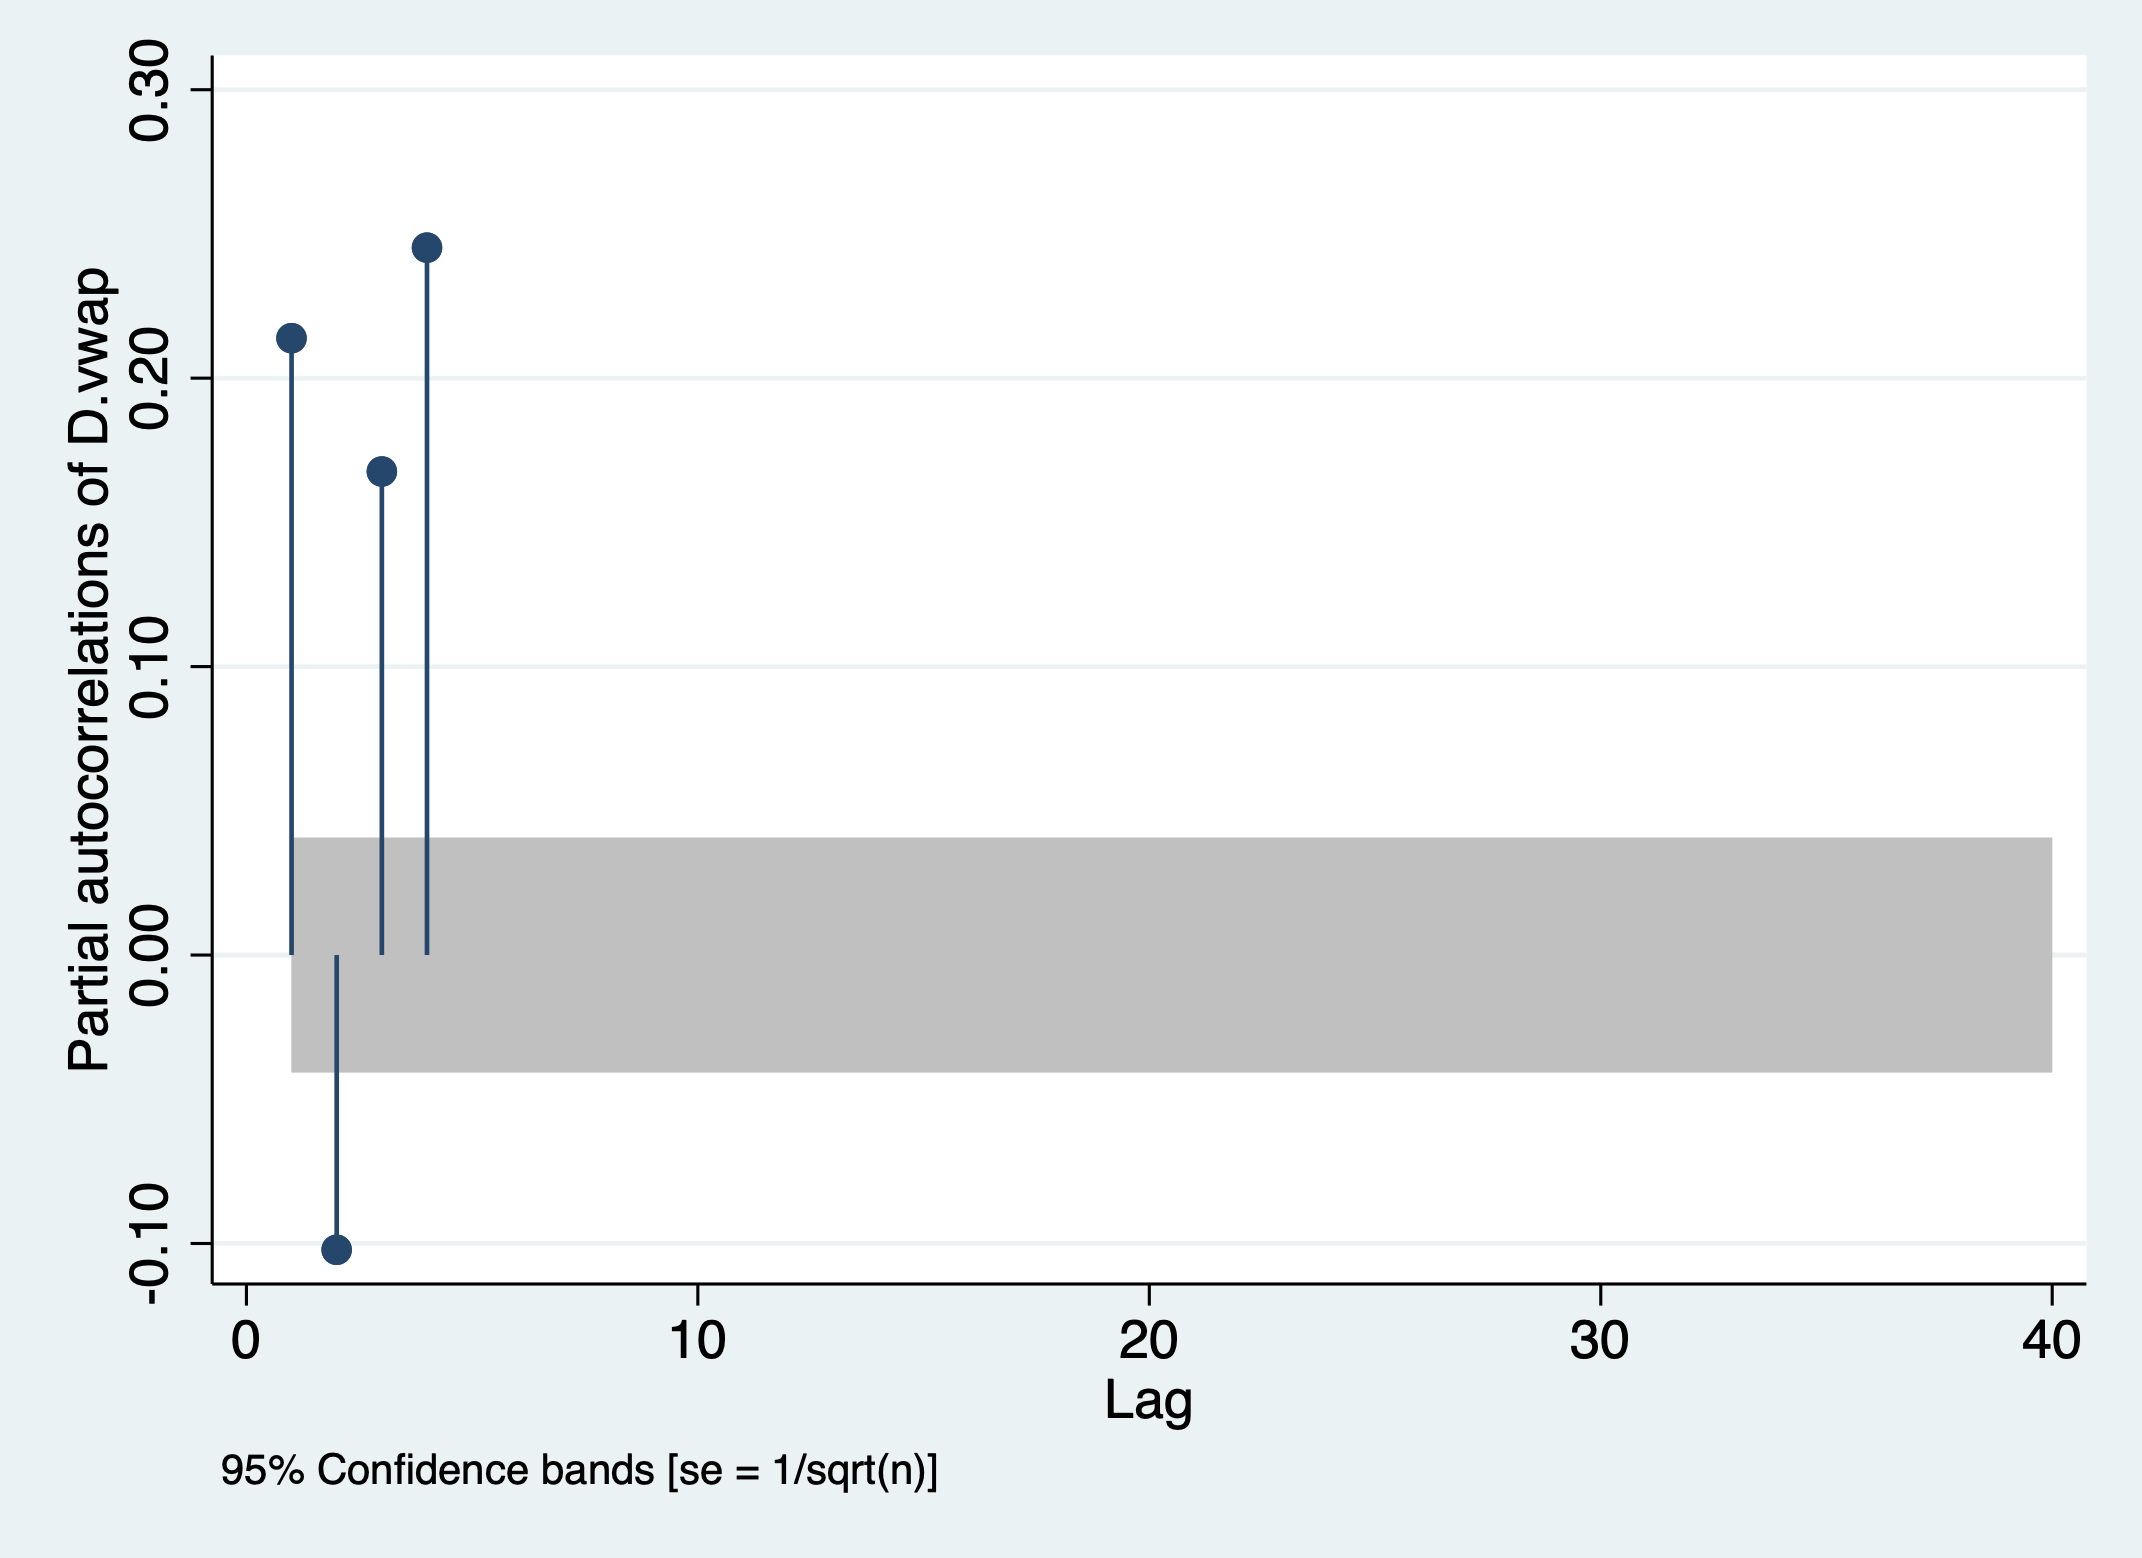 Partial autocorrelations of D.vwap
0.30
0.20
0.10
0.00
-0.10
0 10 20 30 40
Lag
95% Confidence bands [se = 1/sqrt(n)]